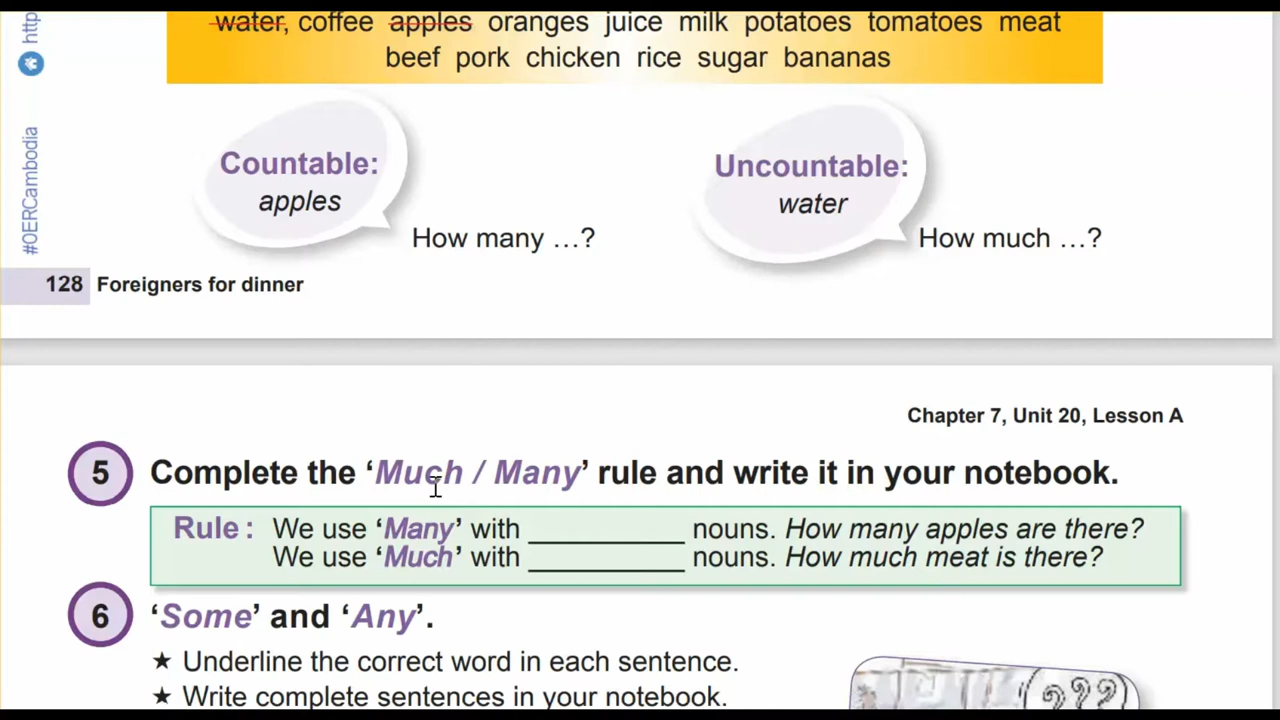 water, coffee apples oranges juice milk potatoes tomatoes meat
beef pork chicken rice sugar bananas
http
#OERCambodia
Countable:
apples
How many ...?
Uncountable:
water
How much ...?
128 Foreigners for dinner
Chapter 7, Unit 20, Lesson A
5 Complete the ‘Much / Many’ rule and write it in your notebook.
Rule : We use ‘Many’ with ___________ nouns. How many apples are there?
We use ‘Much’ with ___________ nouns. How much meat is there?
6 ‘Some’ and ‘Any’.
★ Underline the correct word in each sentence.
★ Write complete sentences in your notebook.
???